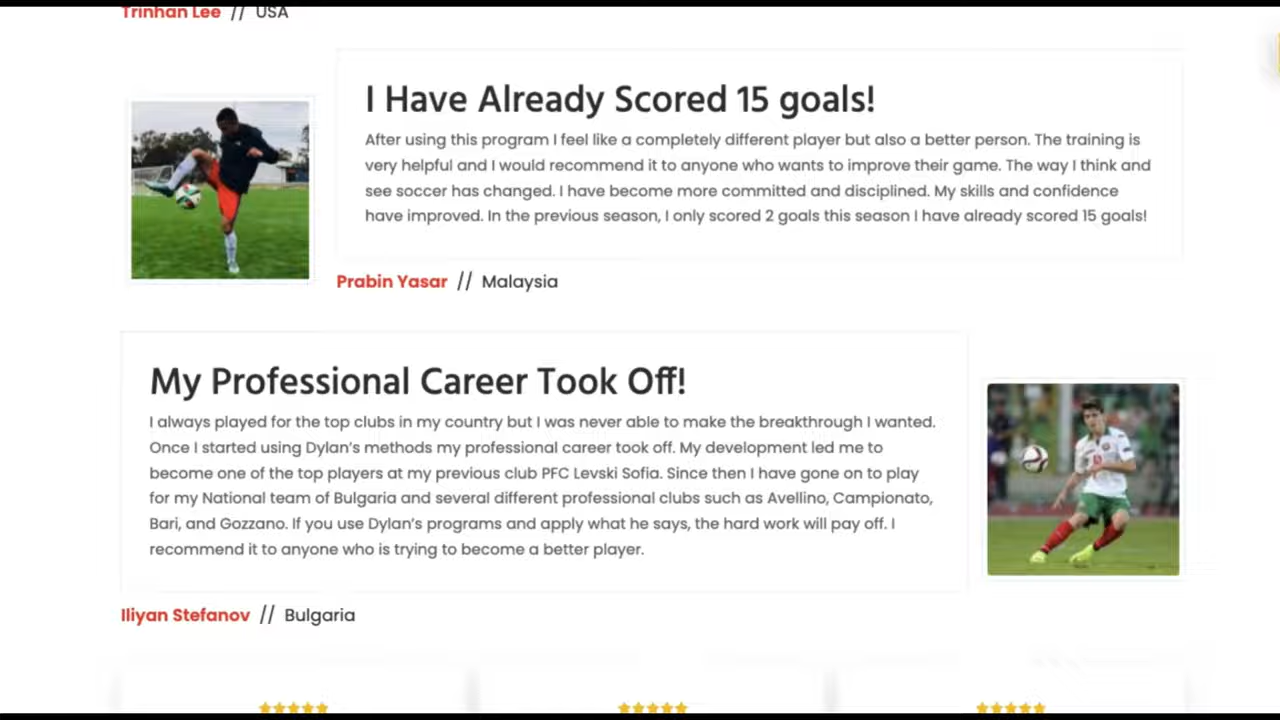 Trinhan Lee // USA
I Have Already Scored 15 goals!
After using this program I feel like a completely different player but also a better person. The training is
very helpful and I would recommend it to anyone who wants to improve their game. The way I think and
see soccer has changed. I have become more committed and disciplined. My skills and confidence
have improved. In the previous season, I only scored 2 goals this season I have already scored 15 goals!
Prabin Yasar // Malaysia
My Professional Career Took Off!
I always played for the top clubs in my country but I was never able to make the breakthrough I wanted.
Once I started using Dylan's methods my professional career took off. My development led me to
become one of the top players at my previous club PFC Levski Sofia. Since then I have gone on to play
for my National team of Bulgaria and several different professional clubs such as Avellino, Campionato,
Bari, and Gozzano. If you use Dylan's programs and apply what he says, the hard work will pay off. I
recommend it to anyone who is trying to become a better player.
Iliyan Stefanov // Bulgaria